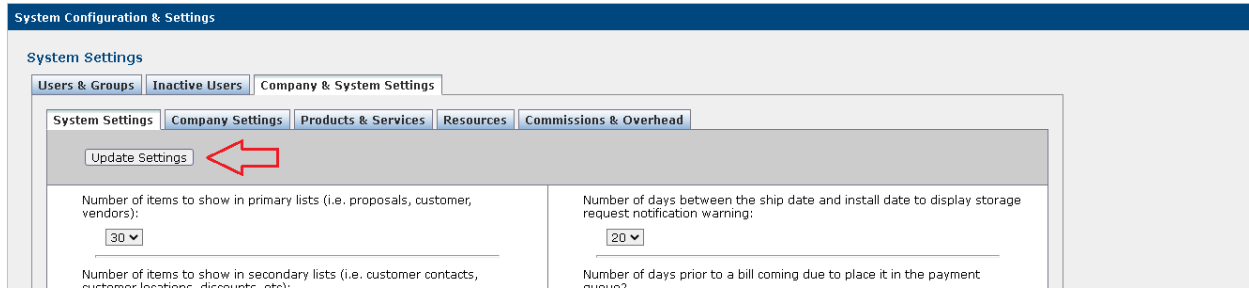 System Configuration & Settings
System Settings
Users & Groups Inactive Users Company & System Settings
System Settings Company Settings Products & Services Resources Commissions & Overhead
Update Settings
Number of items to show in primary lists (i.e. proposals, customer,
vendors):
30
Number of days between the ship date and install date to display storage
request notification warning:
20
Number of items to show in secondary lists (i.e. customer contacts,
customer locations, discounts, etc):
Number of days prior to a bill coming due to place it in the payment
queue?